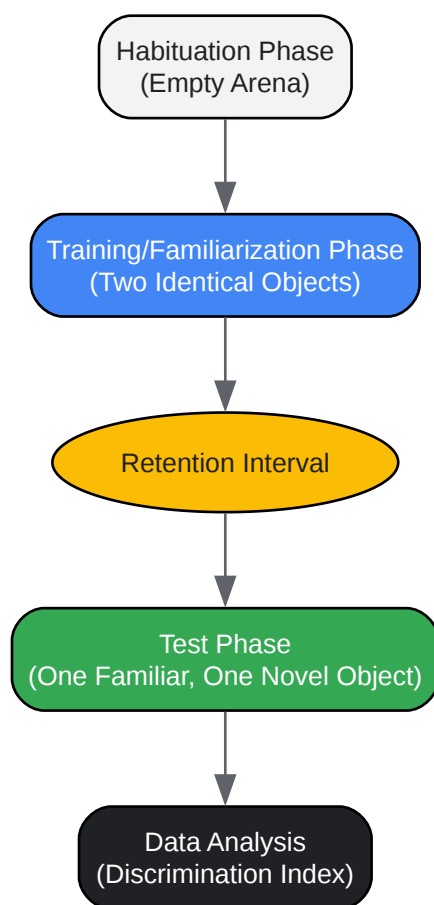 Habituation Phase
(Empty Arena)
Training/Familiarization Phase
(Two Identical Objects)
Retention Interval
Test Phase
(One Familiar, One Novel Object)
Data Analysis
(Discrimination Index)